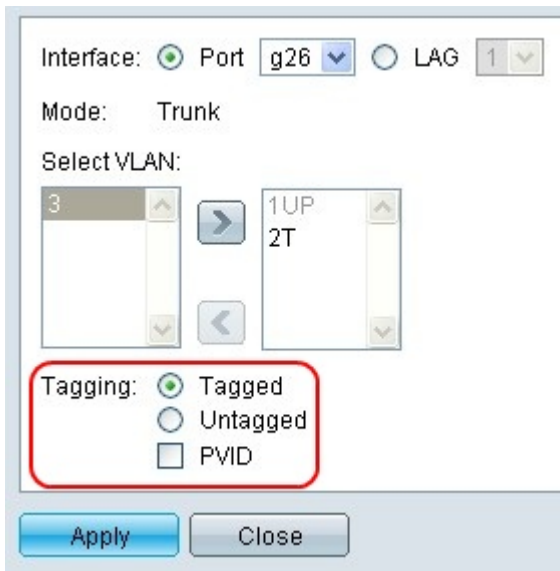 Interface: Port g26 LAG 1
Mode: Trunk
Select VLAN:
3
1UP
2T
Tagging: Tagged
Untagged
PVID
Apply Close